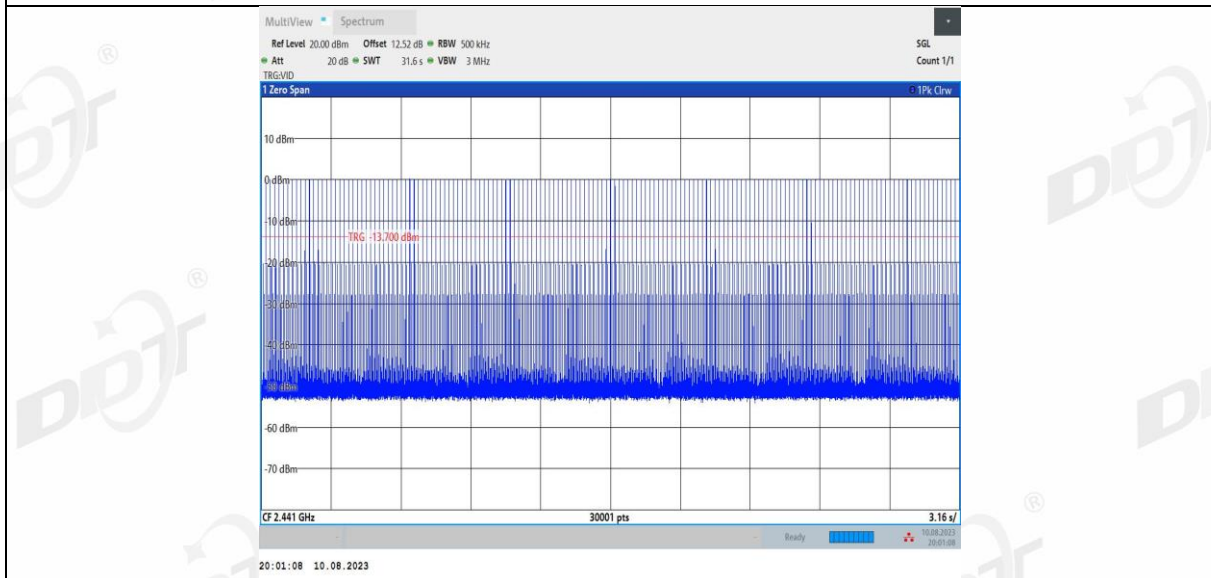 MultiView Spectrum
Ref Level 20.00 dBm Offset 12.52 dB RBW 500 kHz SGL
Att 20 dB SWT 31.6 s VBW 3 MHz Count 1/1
TRG:VID
1 Zero Span 1Pk Clrw
10 dBm
0 dBm
-10 dBm
TRG -13.700 dBm
-20 dBm
-30 dBm
-40 dBm
-50 dBm
-60 dBm
-70 dBm
CF 2.441 GHz 30001 pts 3.16 s/
Ready 10.08.2023
20:01:08
20:01:08 10.08.2023
DDT ®
DDT ®
DDT
DDT
®
®